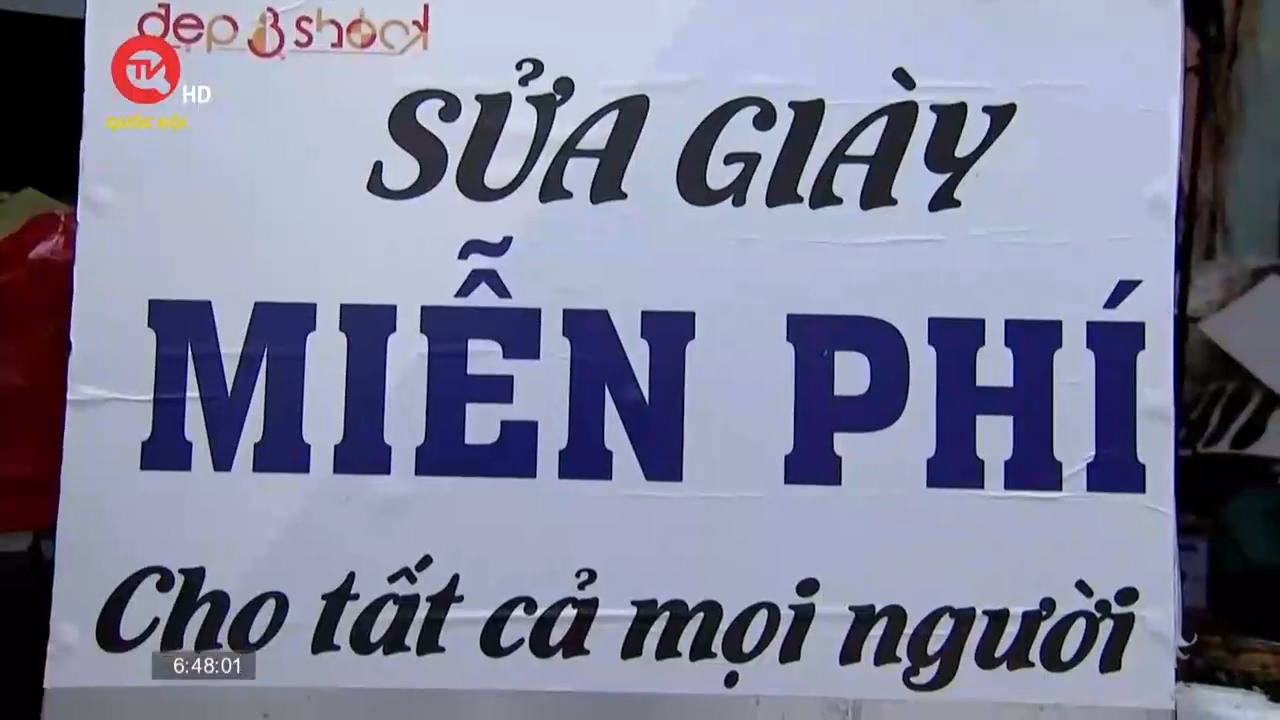 đẹp & shock
HD
QUỐC HỘI
SỬA GIÀY
MIỄN PHÍ
Cho tất cả mọi người
6:48:01